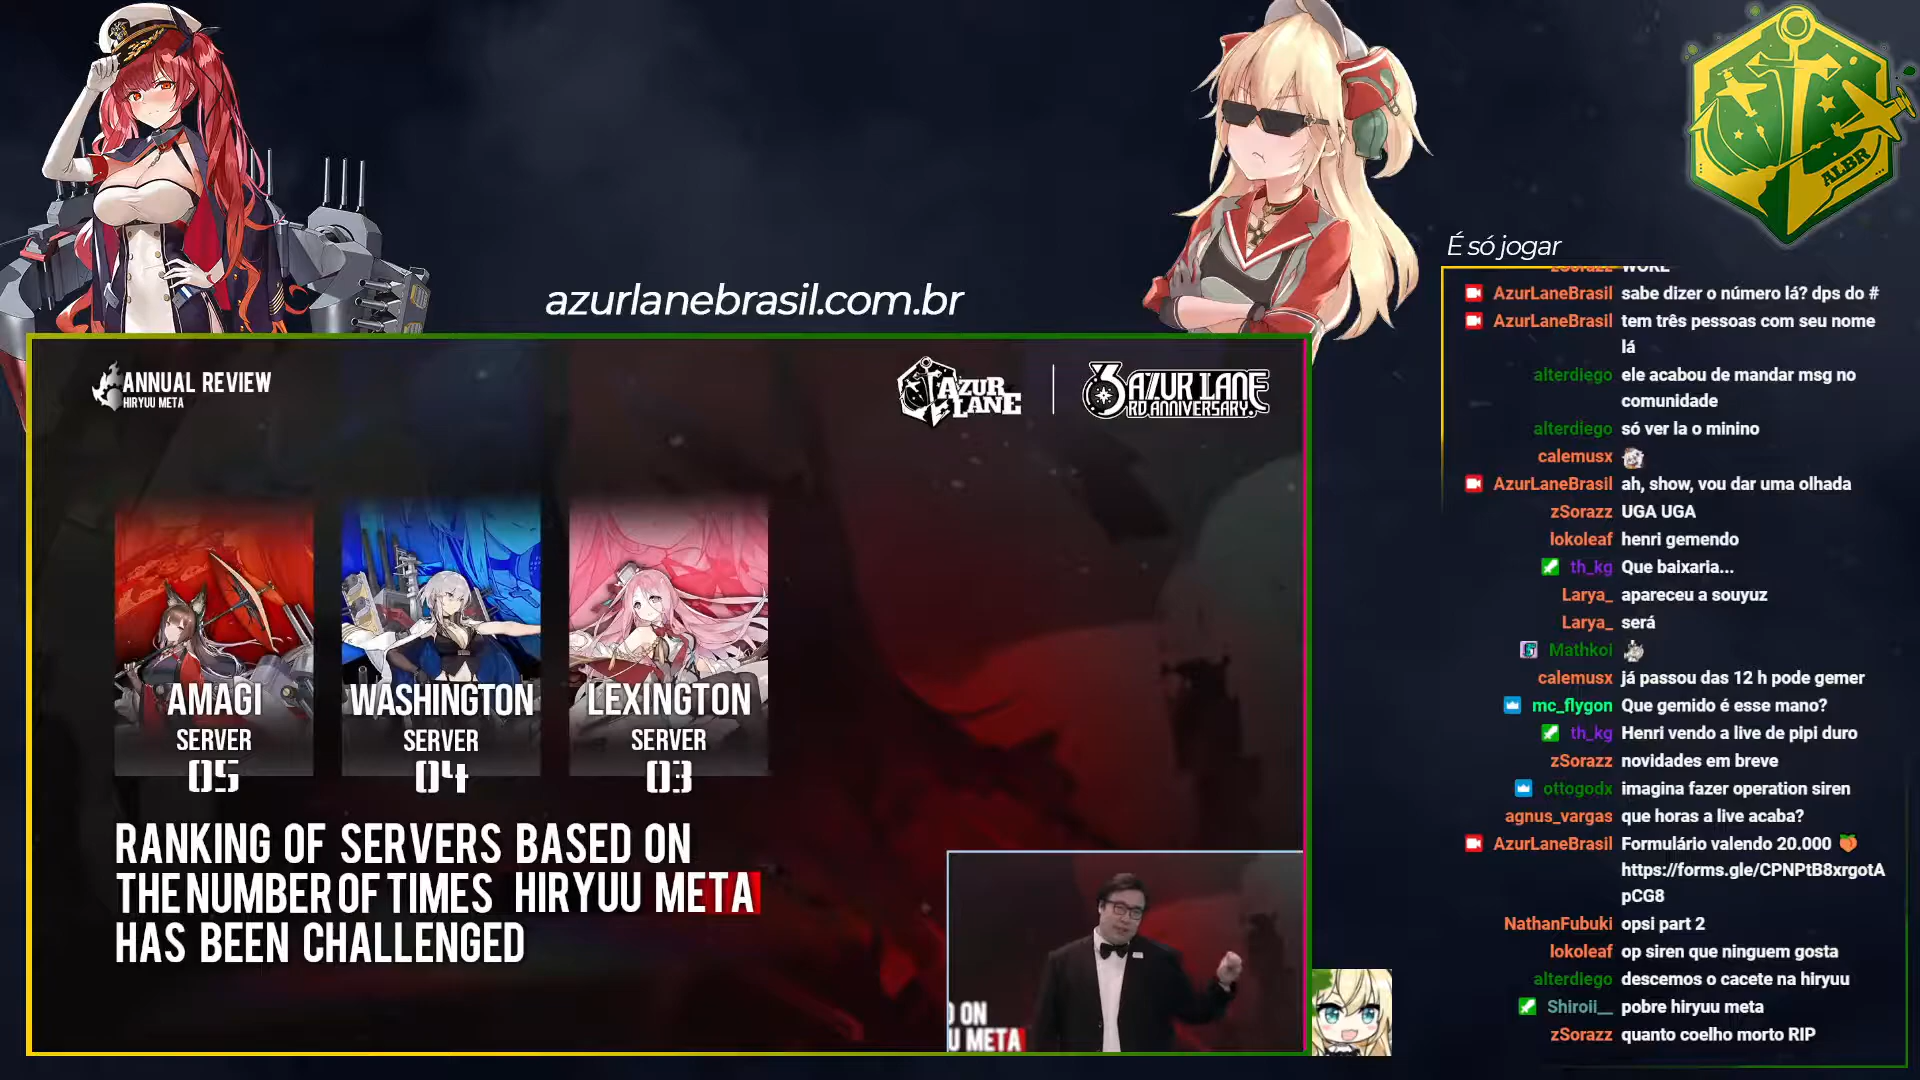 azurlanebrasil.com.br
ALBR
É só jogar
ANNUAL REVIEW
HIRYUU META
AZUR LANE
3 AZUR LANE
RD ANNIVERSARY.
AMAGI
SERVER
05
WASHINGTON
SERVER
04
LEXINGTON
SERVER
03
RANKING OF SERVERS BASED ON
THE NUMBER OF TIMES HIRYUU META
HAS BEEN CHALLENGED
ON
U META
zSorazz WORL
AzurLaneBrasil sabe dizer o número lá? dps do #
AzurLaneBrasil tem três pessoas com seu nome
lá
alterdiego ele acabou de mandar msg no
comunidade
alterdiego só ver la o minino
calemusx
AzurLaneBrasil ah, show, vou dar uma olhada
zSorazz UGA UGA
lokoleaf henri gemendo
th_kg Que baixaria...
Larya_ apareceu a souyuz
Larya_ será
Mathkoi
calemusx já passou das 12 h pode gemer
mc_flygon Que gemido é esse mano?
th_kg Henri vendo a live de pipi duro
zSorazz novidades em breve
ottogodx imagina fazer operation siren
agnus_vargas que horas a live acaba?
AzurLaneBrasil Formulário valendo 20.000 🍑
https://forms.gle/CPNPtB8xrgotA
pCG8
NathanFubuki opsi part 2
lokoleaf op siren que ninguem gosta
alterdiego descemos o cacete na hiryuu
Shiroii__ pobre hiryuu meta
zSorazz quanto coelho morto RIP